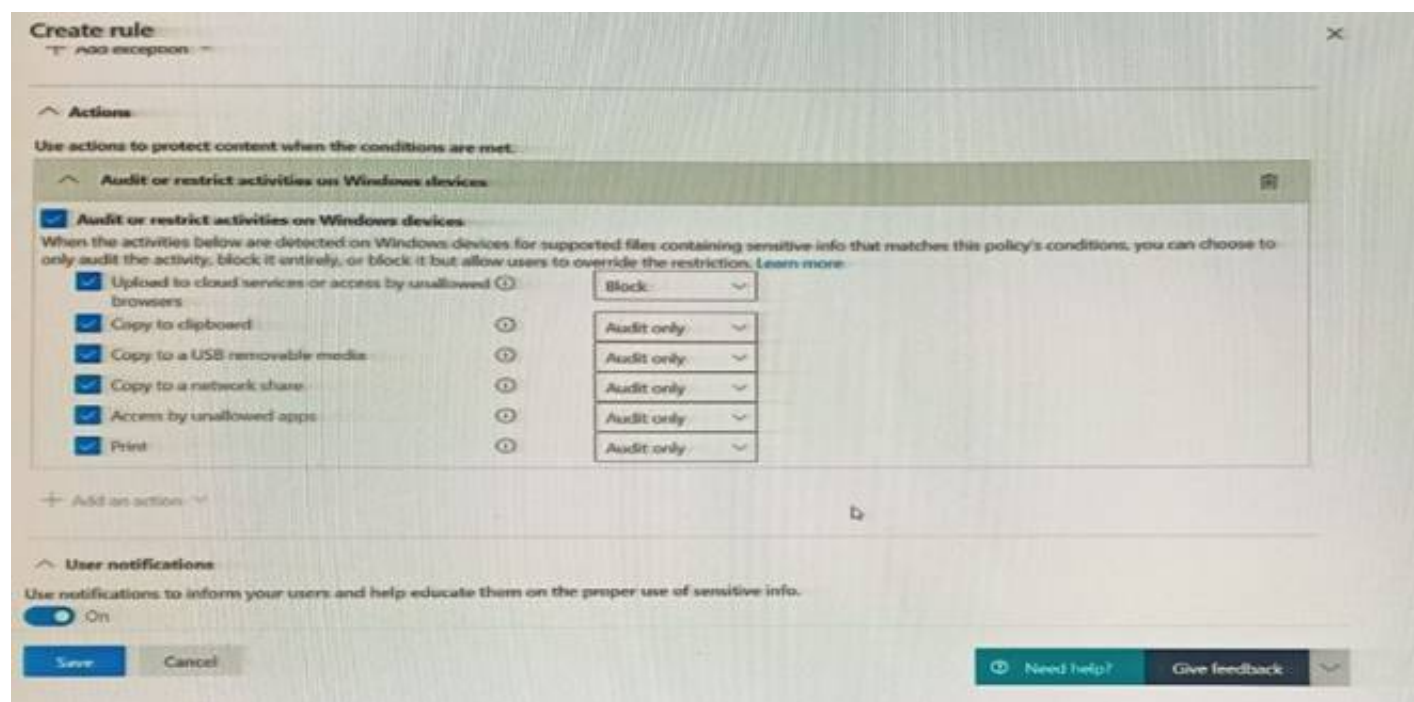 Create rule
Add exception
Actions
Use actions to protect content when the conditions are met.
Audit or restrict activities on Windows devices
Audit or restrict activities on Windows devices
When the activities below are detected on Windows devices for supported files containing sensitive info that matches this policy's conditions, you can choose to
only audit the activity, block it entirely, or block it but allow users to override the restriction. Learn more
Upload to cloud services or access by unallowed Block
browsers
Copy to clipboard Audit only
Copy to a USB removable media Audit only
Copy to a network share Audit only
Access by unallowed apps Audit only
Print Audit only
+ Add an action
User notifications
Use notifications to inform your users and help educate them on the proper use of sensitive info.
On
Save Cancel Need help? Give feedback